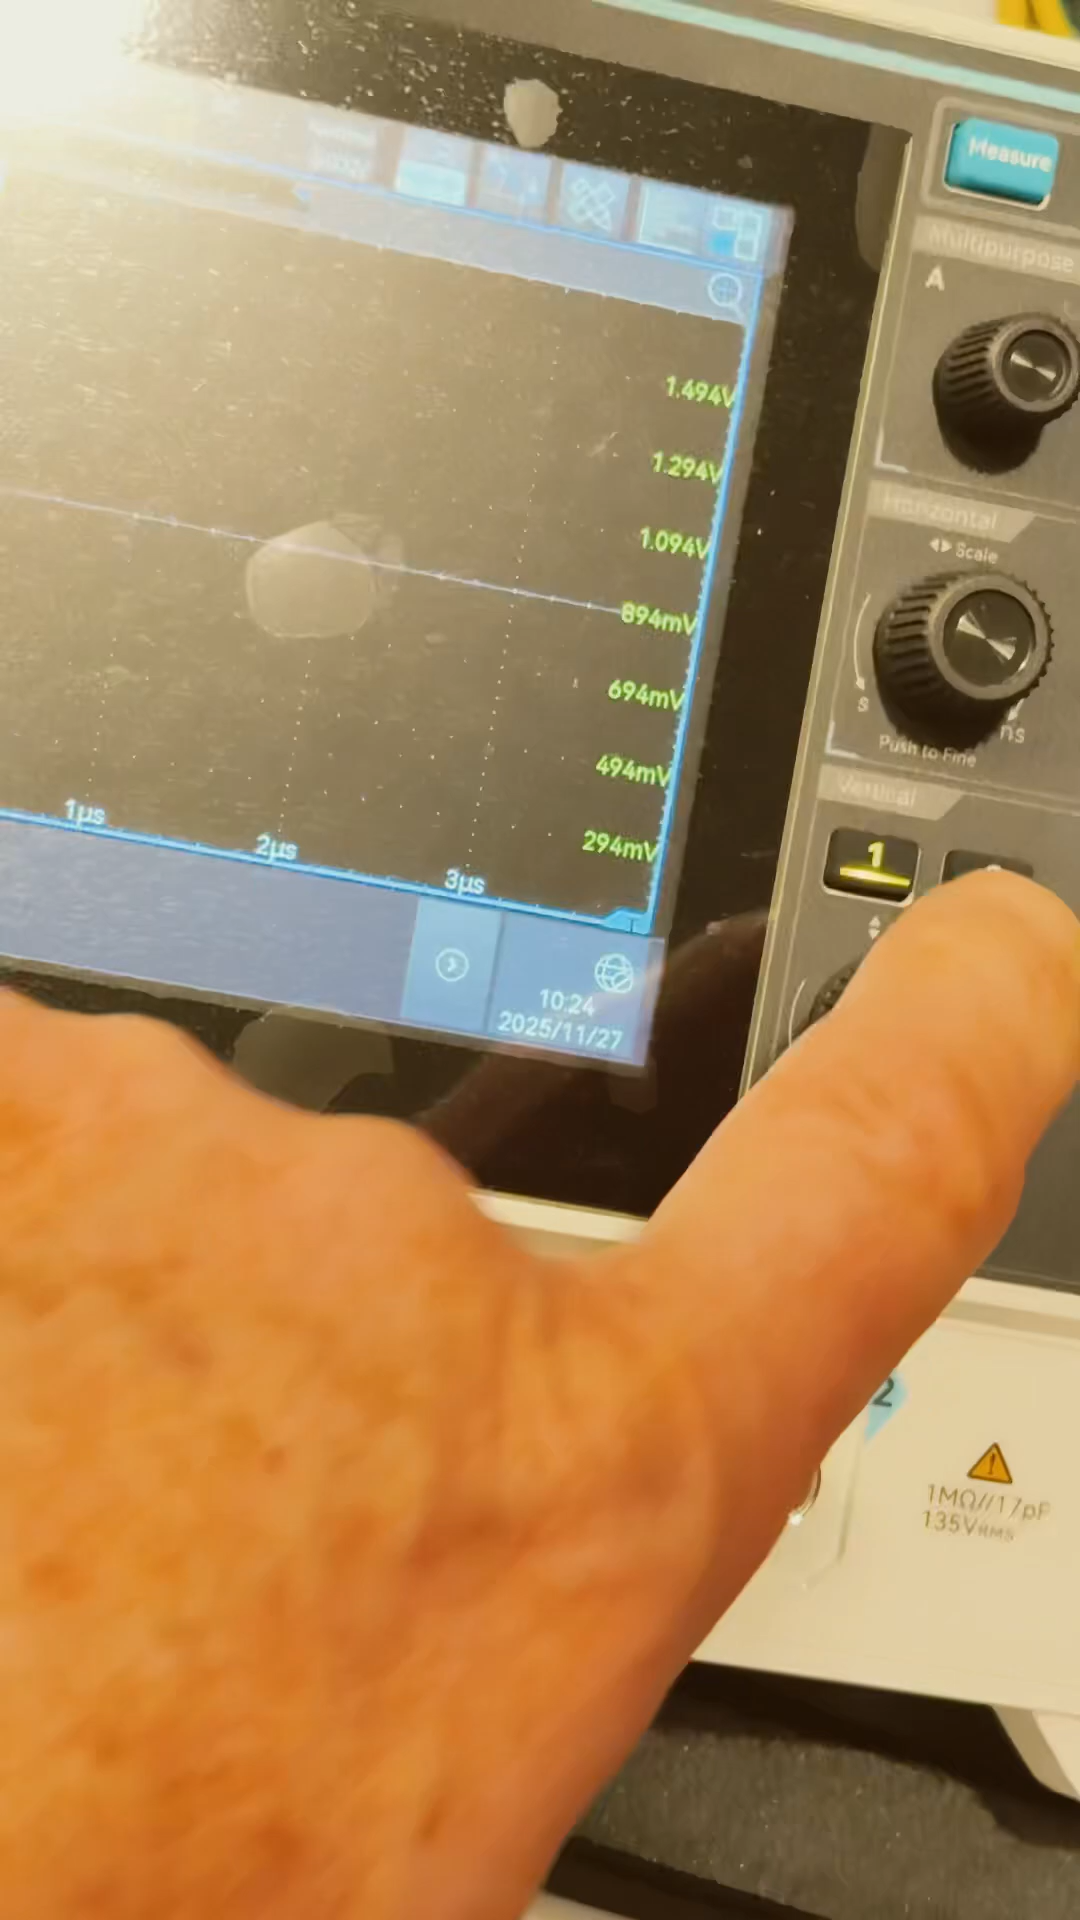 Measure
Multipurpose
A
1.494V
1.294V
1.094V
894mV
694mV
494mV
294mV
Horizontal
Scale
s
ns
Push to Fine
Vertical
1
1µs
2µs
3µs
10:24
2025/11/27
2
1MΩ//17pF
135VRMS